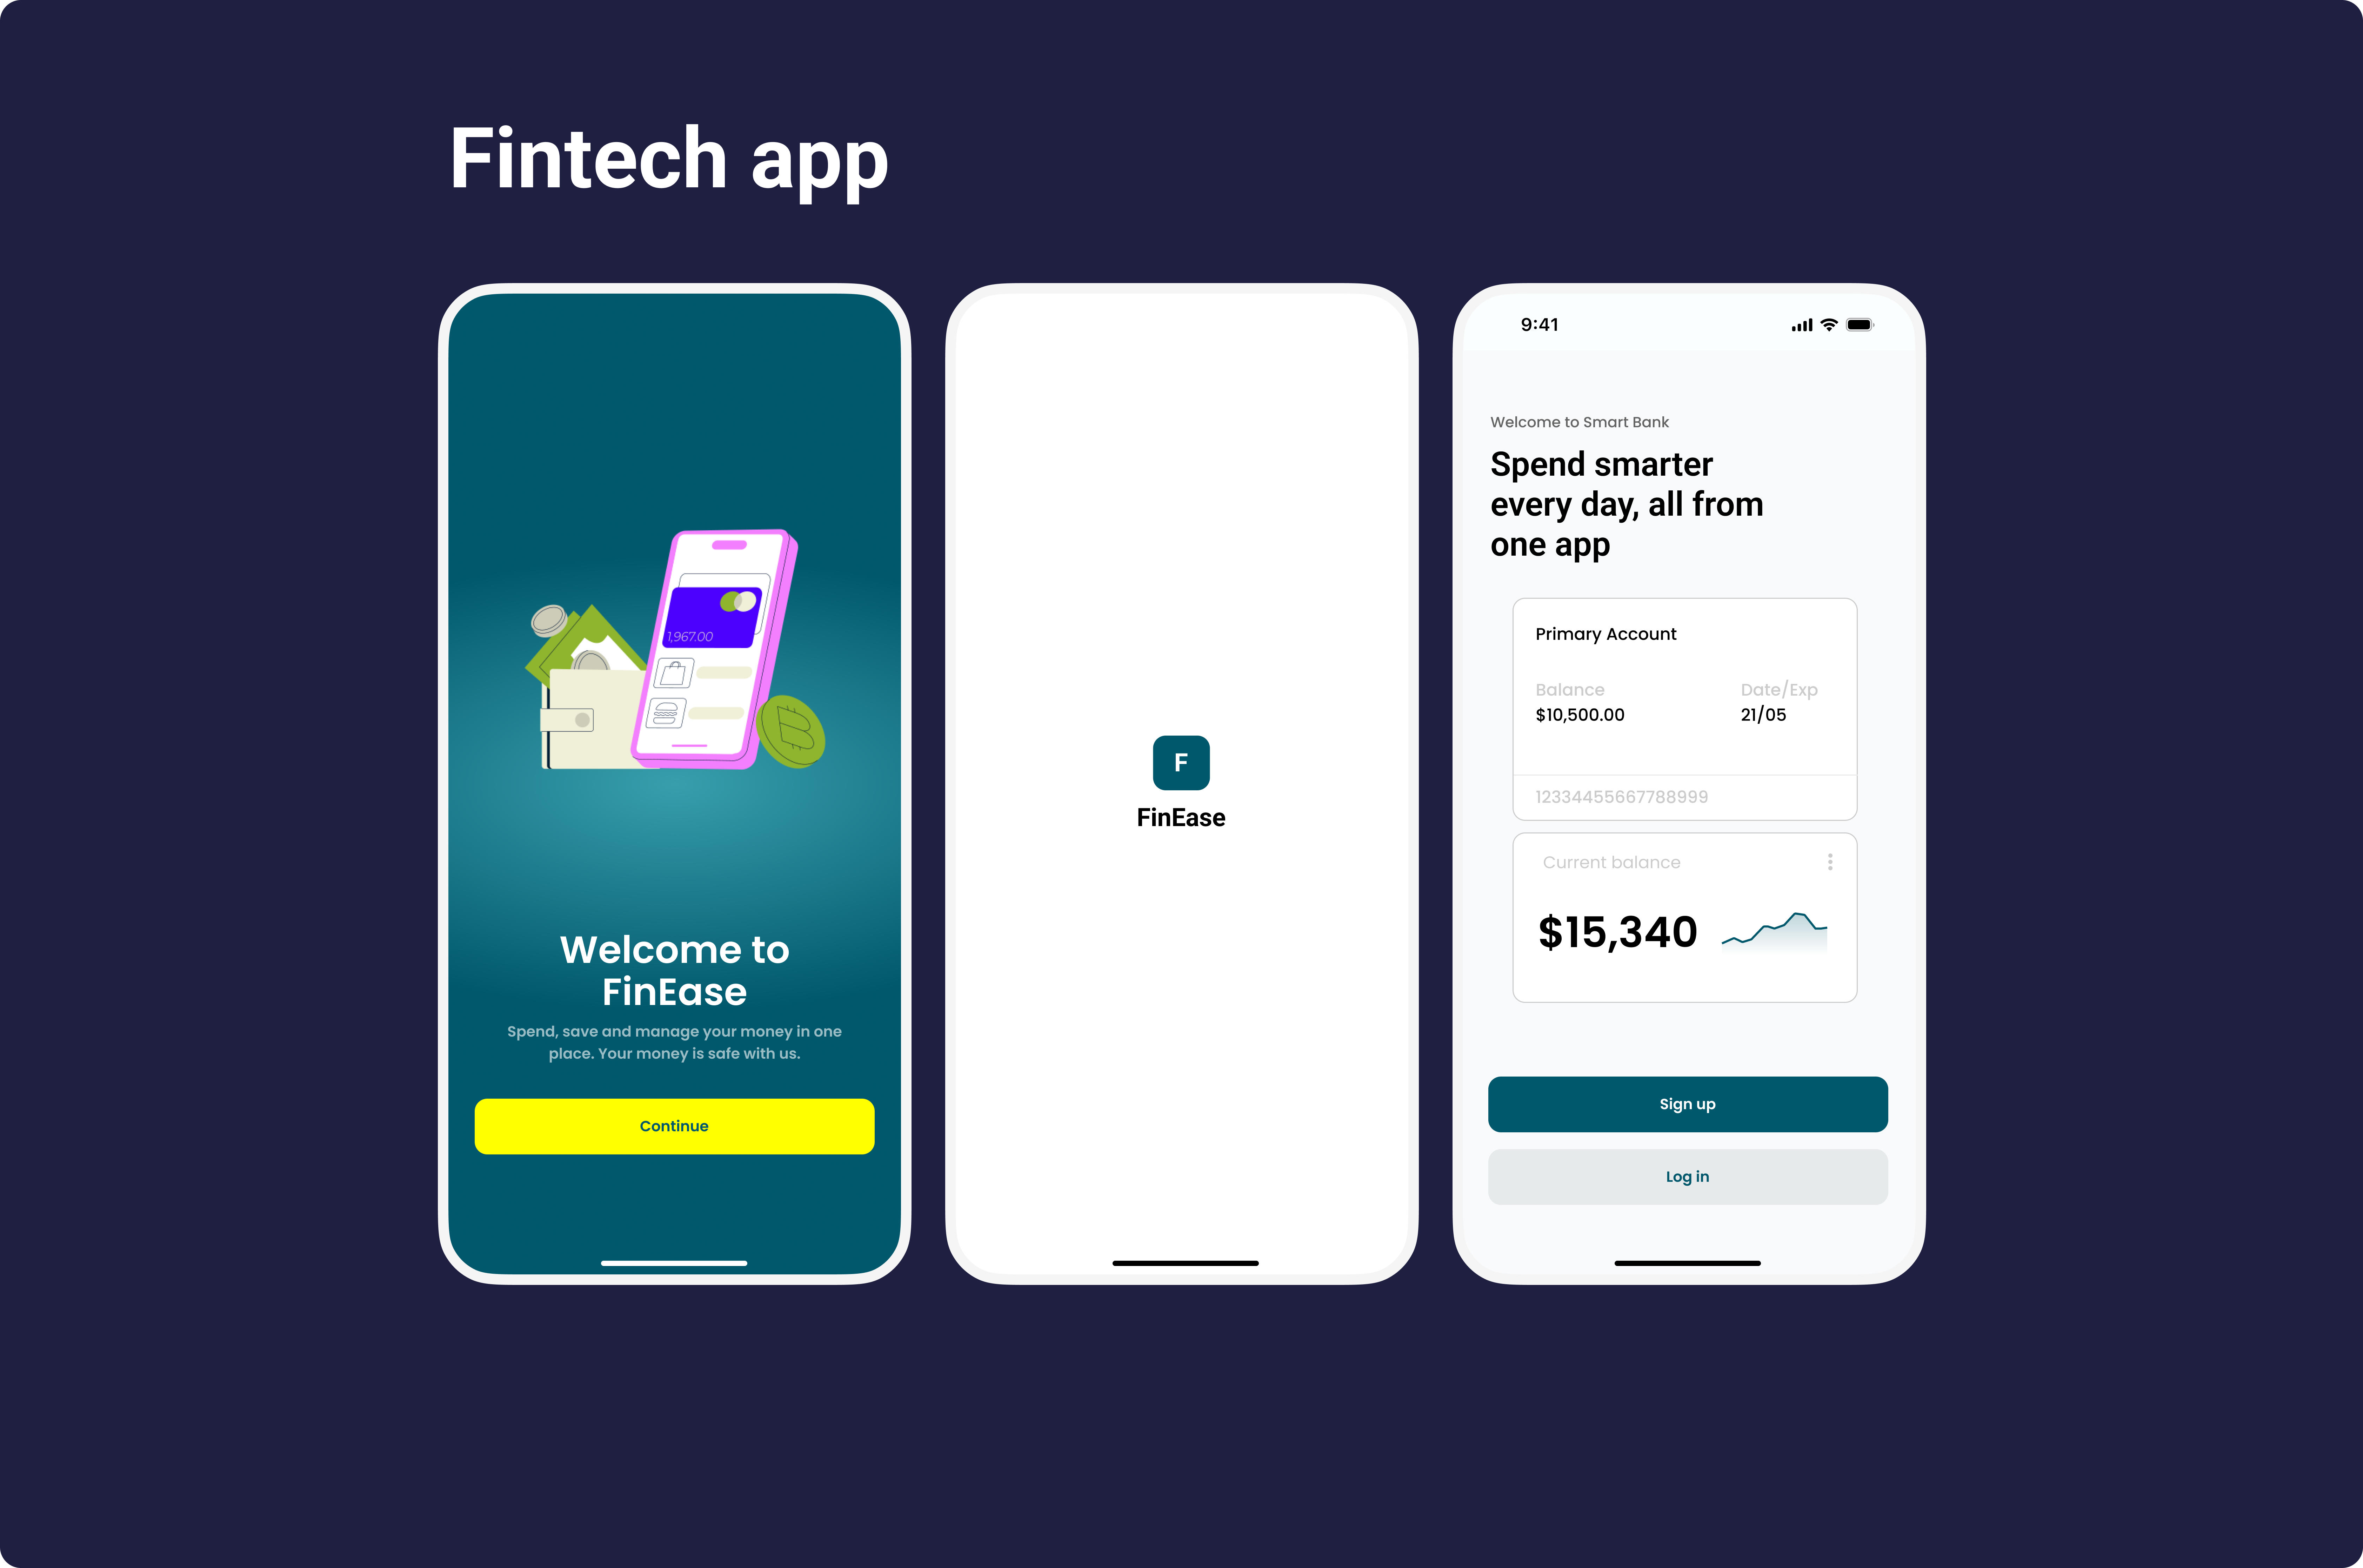 Fintech app
1,967.00
Welcome to
FinEase
Spend, save and manage your money in one
place. Your money is safe with us.
Continue
F
FinEase
9:41
Welcome to Smart Bank
Spend smarter
every day, all from
one app
Primary Account
Balance Date/Exp
$10,500.00 21/05
12334455667788999
Current balance
$15,340
Sign up
Log in